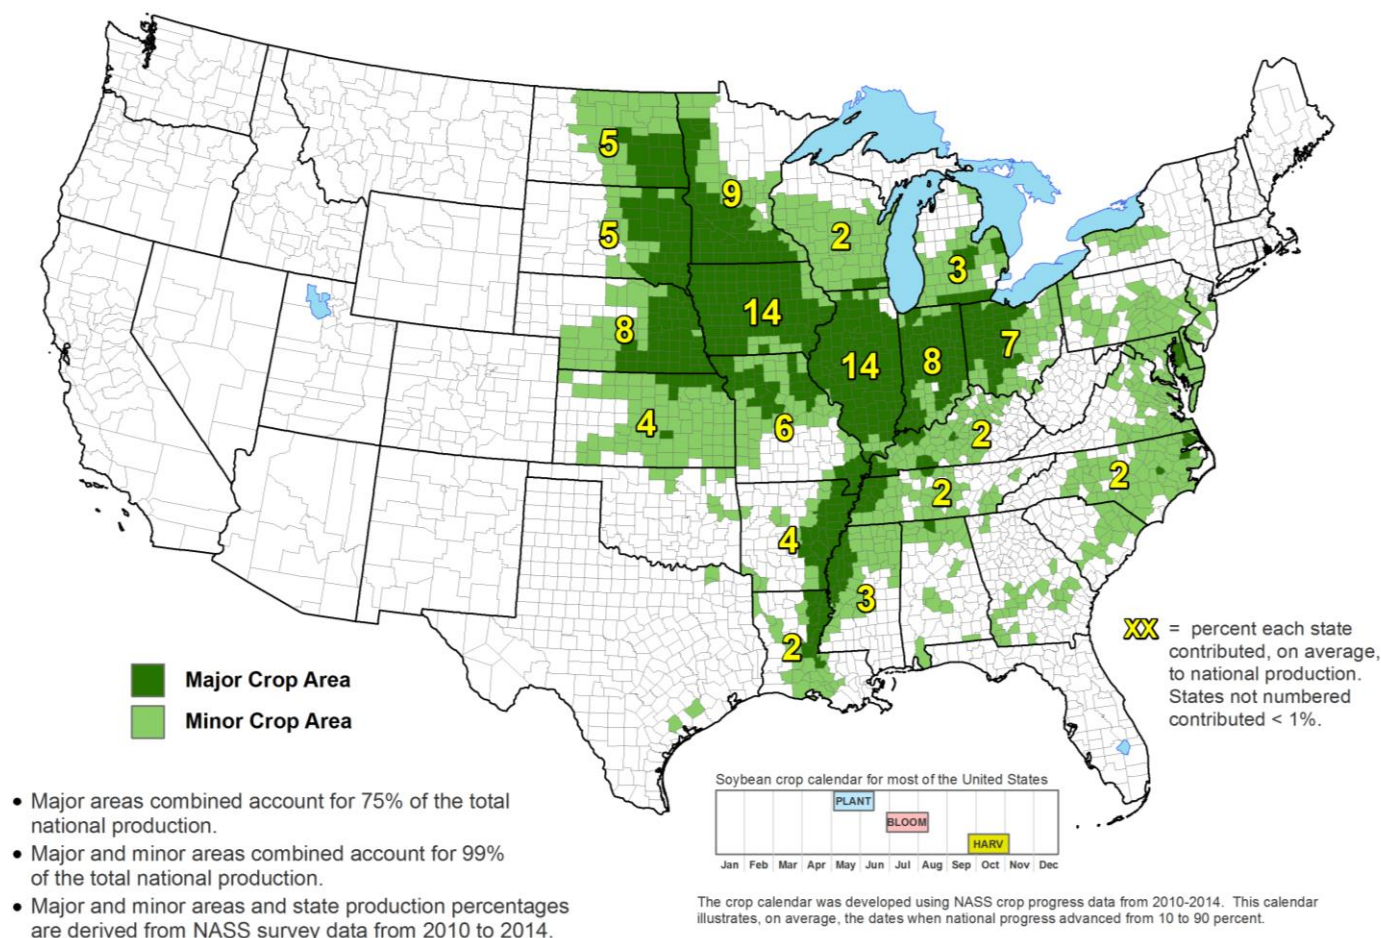 5
9
5
2
3
14
8
14
8
7
4
6
2
2
2
4
3
2
XX = percent each state
contributed, on average,
to national production.
States not numbered
contributed < 1%.
Major Crop Area
Minor Crop Area
• Major areas combined account for 75% of the total
national production.
• Major and minor areas combined account for 99%
of the total national production.
• Major and minor areas and state production percentages
are derived from NASS survey data from 2010 to 2014.
Soybean crop calendar for most of the United States
PLANT
BLOOM
HARV
Jan Feb Mar Apr May Jun Jul Aug Sep Oct Nov Dec
The crop calendar was developed using NASS crop progress data from 2010-2014. This calendar
illustrates, on average, the dates when national progress advanced from 10 to 90 percent.